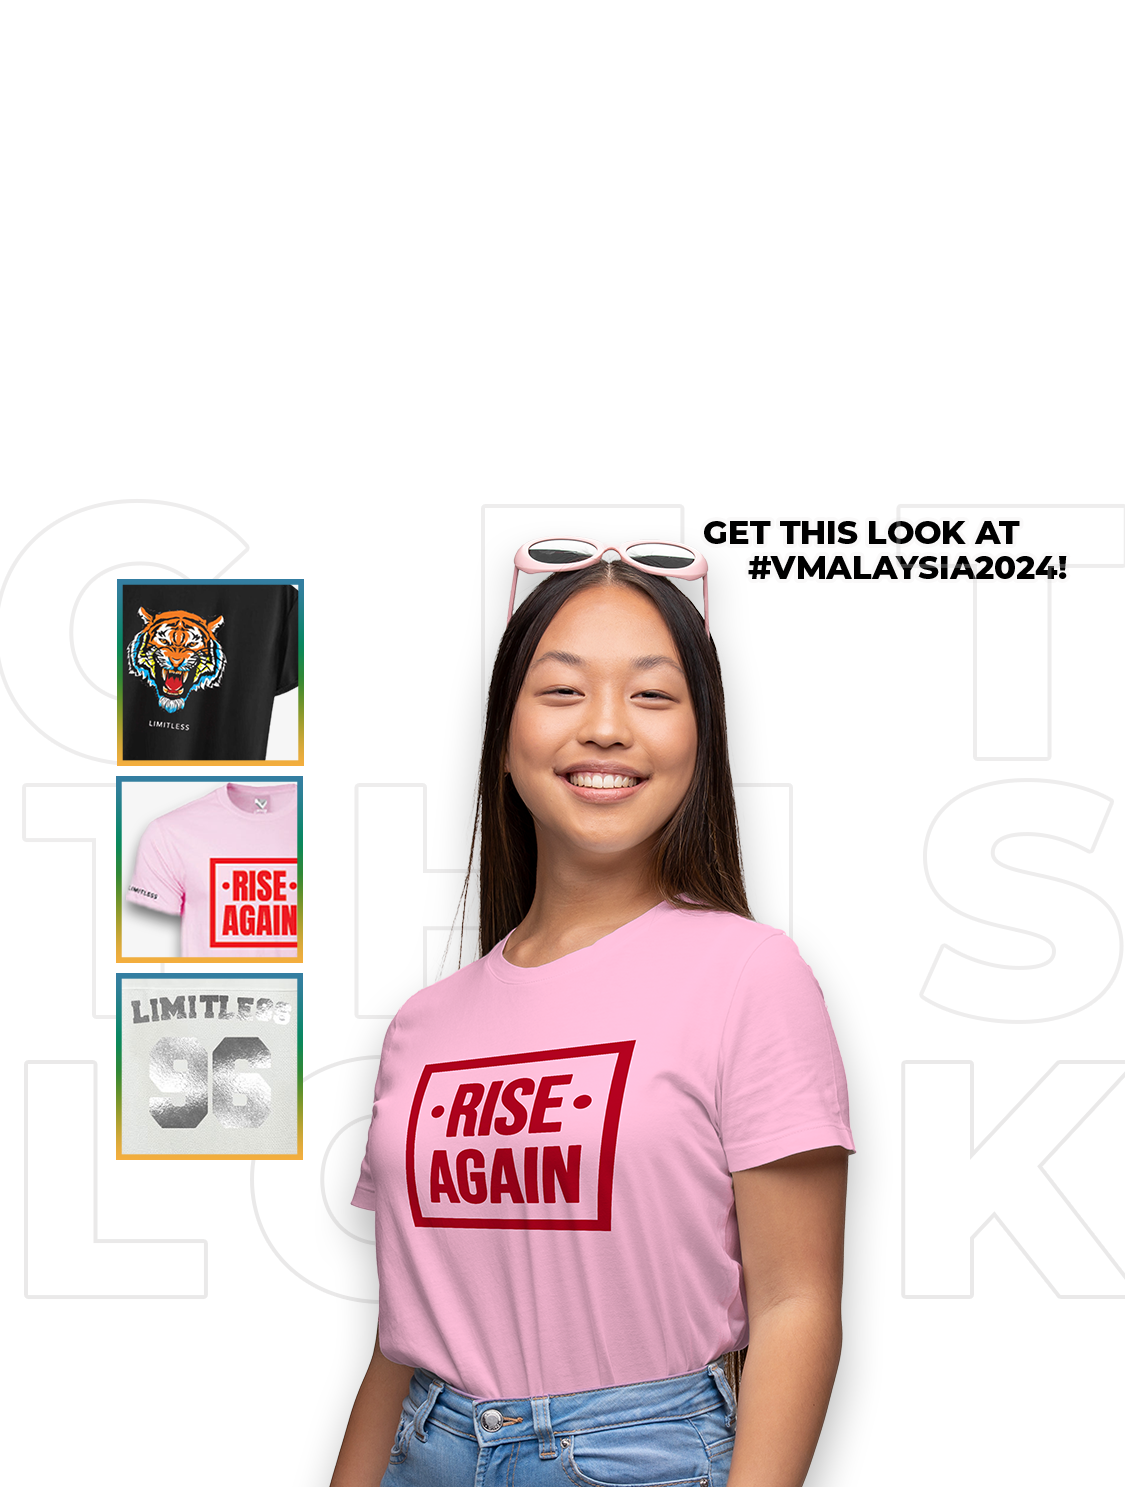 GET
THIS
LOOK
GET THIS LOOK AT
#VMALAYSIA2024!
LIMITLESS
LIMITLESS
·RISE·
AGAIN
LIMITLESS
96
·RISE·
AGAIN